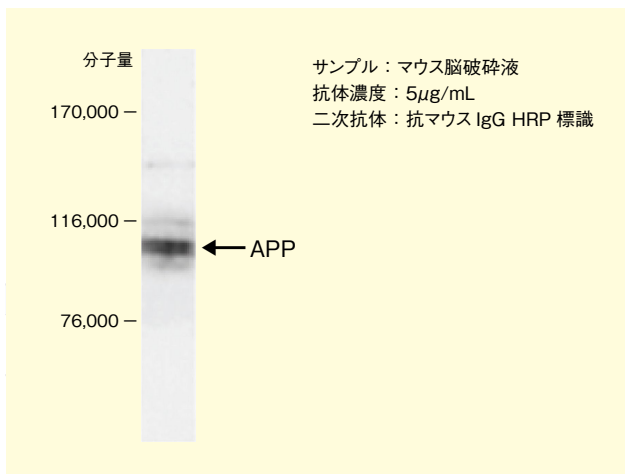 分子量
170,000
116,000
76,000
APP
サンプル：マウス脳破砕液
抗体濃度：5μg/mL
二次抗体：抗マウス IgG HRP 標識